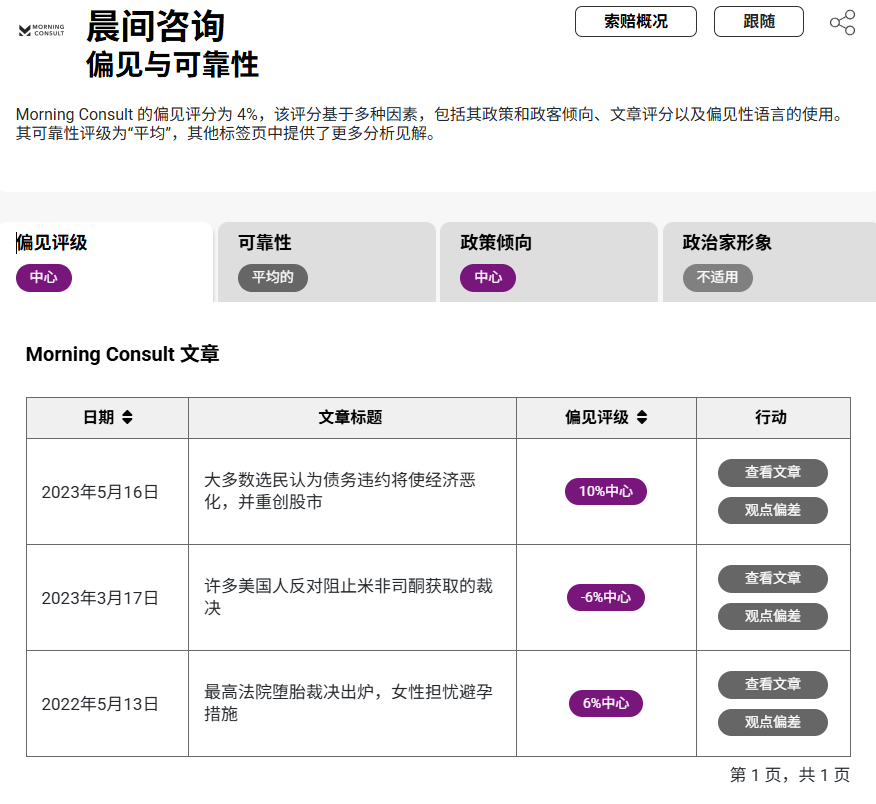 MORNING
CONSULT
晨间咨询
偏见与可靠性
索赔概况
跟随
Morning Consult 的偏见评分为 4%，该评分基于多种因素，包括其政策和政客倾向、文章评分以及偏见性语言的使用。
其可靠性评级为“平均”，其他标签页中提供了更多分析见解。
偏见评级
中心
可靠性
平均的
政策倾向
中心
政治家形象
不适用
Morning Consult 文章
日期 文章标题 偏见评级 行动
2023年5月16日
大多数选民认为债务违约将使经济恶
化，并重创股市
10%中心
查看文章
观点偏差
2023年3月17日
许多美国人反对阻止米非司酮获取的裁
决
-6%中心
查看文章
观点偏差
2022年5月13日
最高法院堕胎裁决出炉，女性担忧避孕
措施
6%中心
查看文章
观点偏差
第 1 页，共 1 页